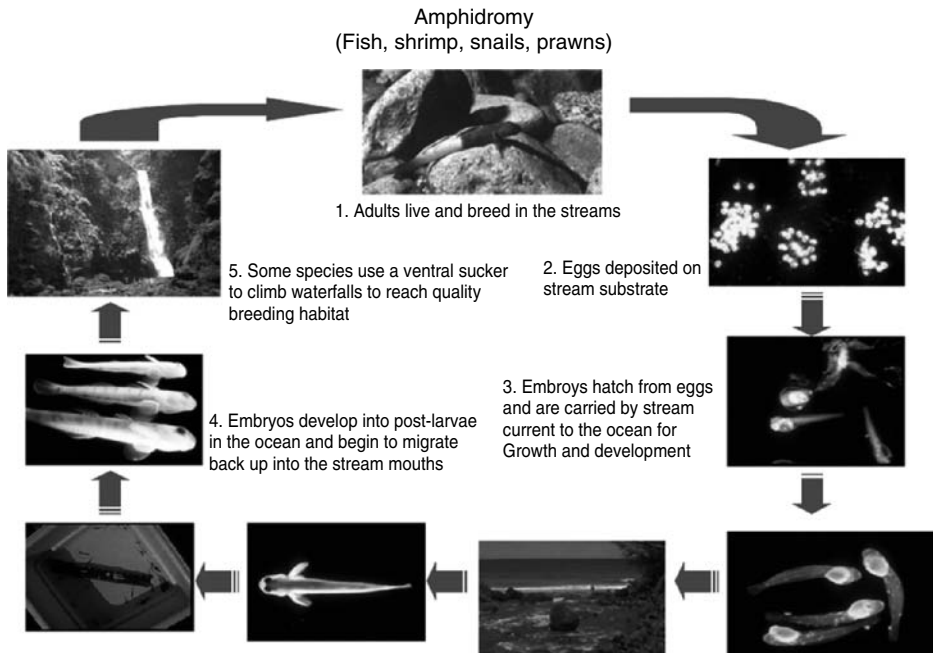 Amphidromy
(Fish, shrimp, snails, prawns)
1. Adults live and breed in the streams
2. Eggs deposited on
stream substrate
3. Embroys hatch from eggs
and are carried by stream
current to the ocean for
Growth and development
4. Embryos develop into post-larvae
in the ocean and begin to migrate
back up into the stream mouths
5. Some species use a ventral sucker
to climb waterfalls to reach quality
breeding habitat